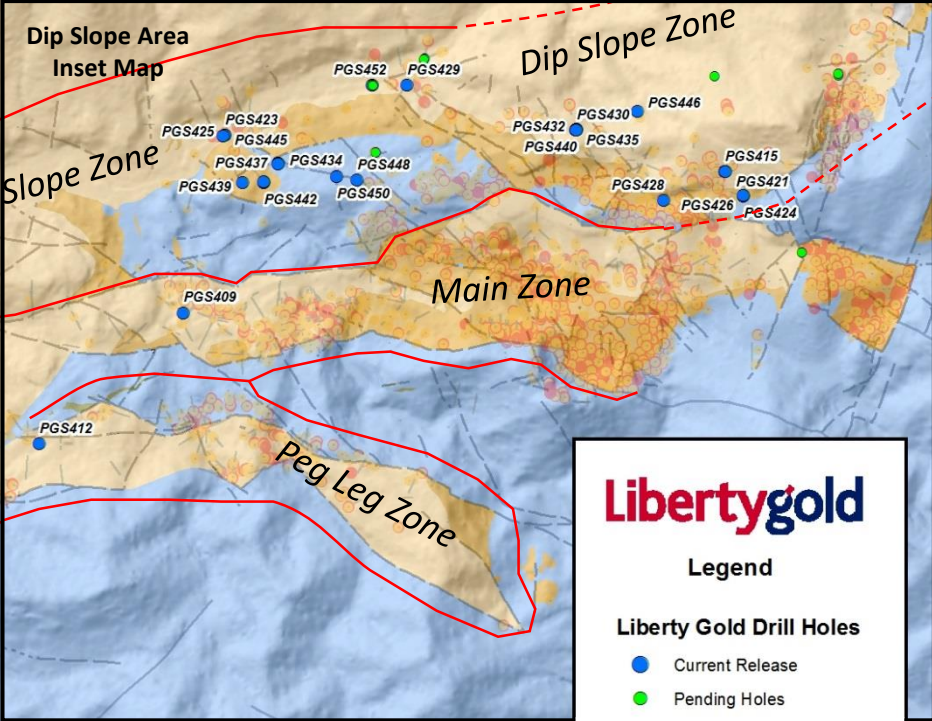 Dip Slope Area
Inset Map
Dip Slope Zone
PGS452
PGS429
PGS446
PGS430
PGS432
PGS435
PGS440
PGS423
PGS425
PGS445
PGS437
PGS434
PGS448
PGS439
PGS442
PGS450
PGS415
PGS428
PGS421
PGS426
PGS424
Slope Zone
Main Zone
PGS409
PGS412
Peg Leg Zone
Libertygold
Legend
Liberty Gold Drill Holes
Current Release
Pending Holes